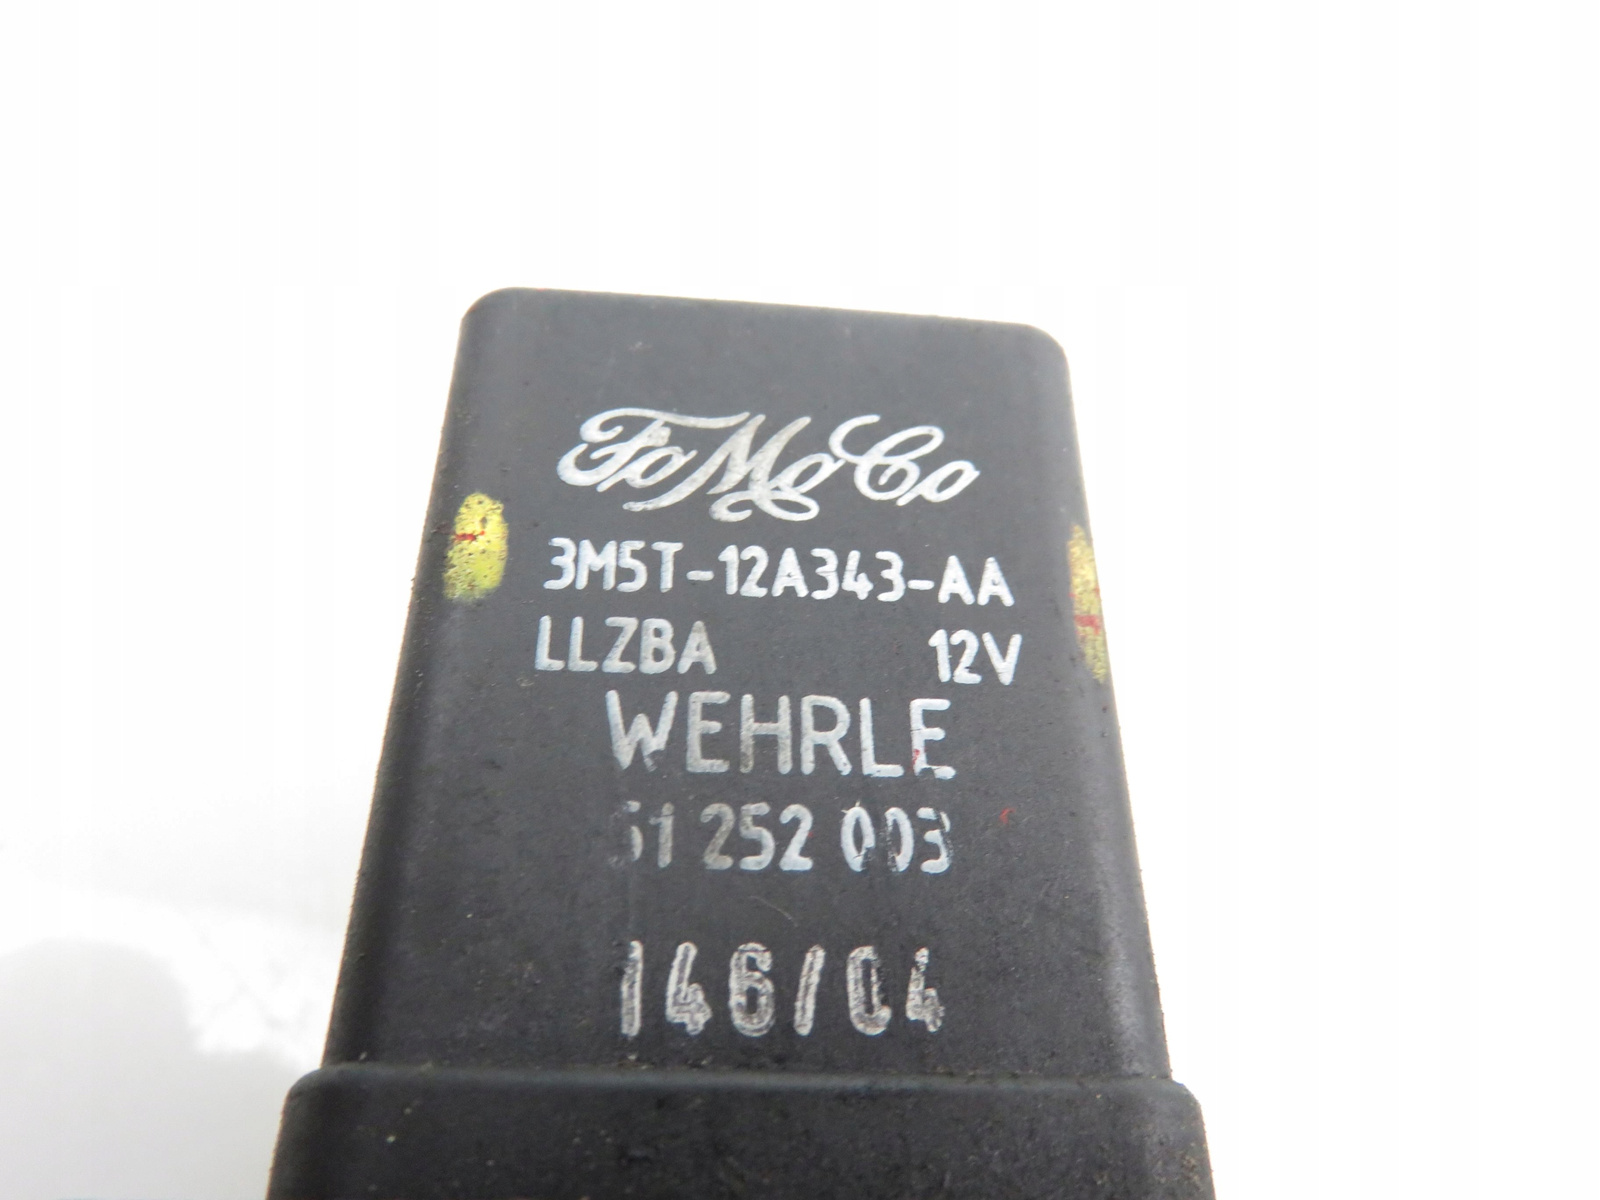 FoMoCo
3M5T-12A343-AA
LLZBA 12V
WEHRLE
51 252 003
146/04